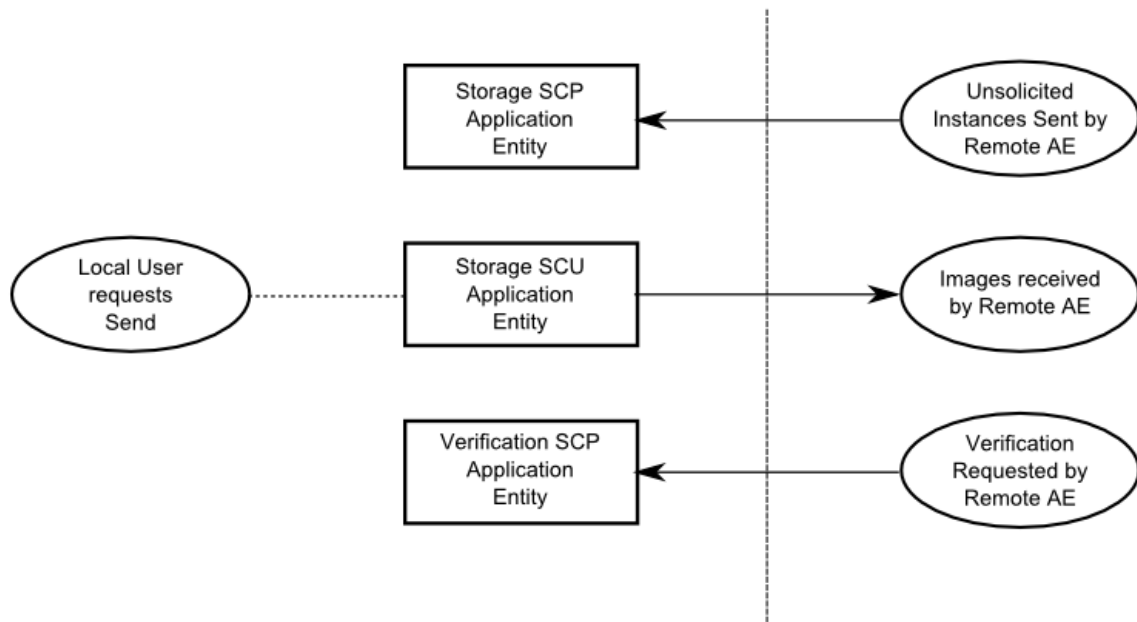 Storage SCP
Application
Entity
Unsolicited
Instances Sent by
Remote AE
Local User
requests
Send
Storage SCU
Application
Entity
Images received
by Remote AE
Verification SCP
Application
Entity
Verification
Requested by
Remote AE